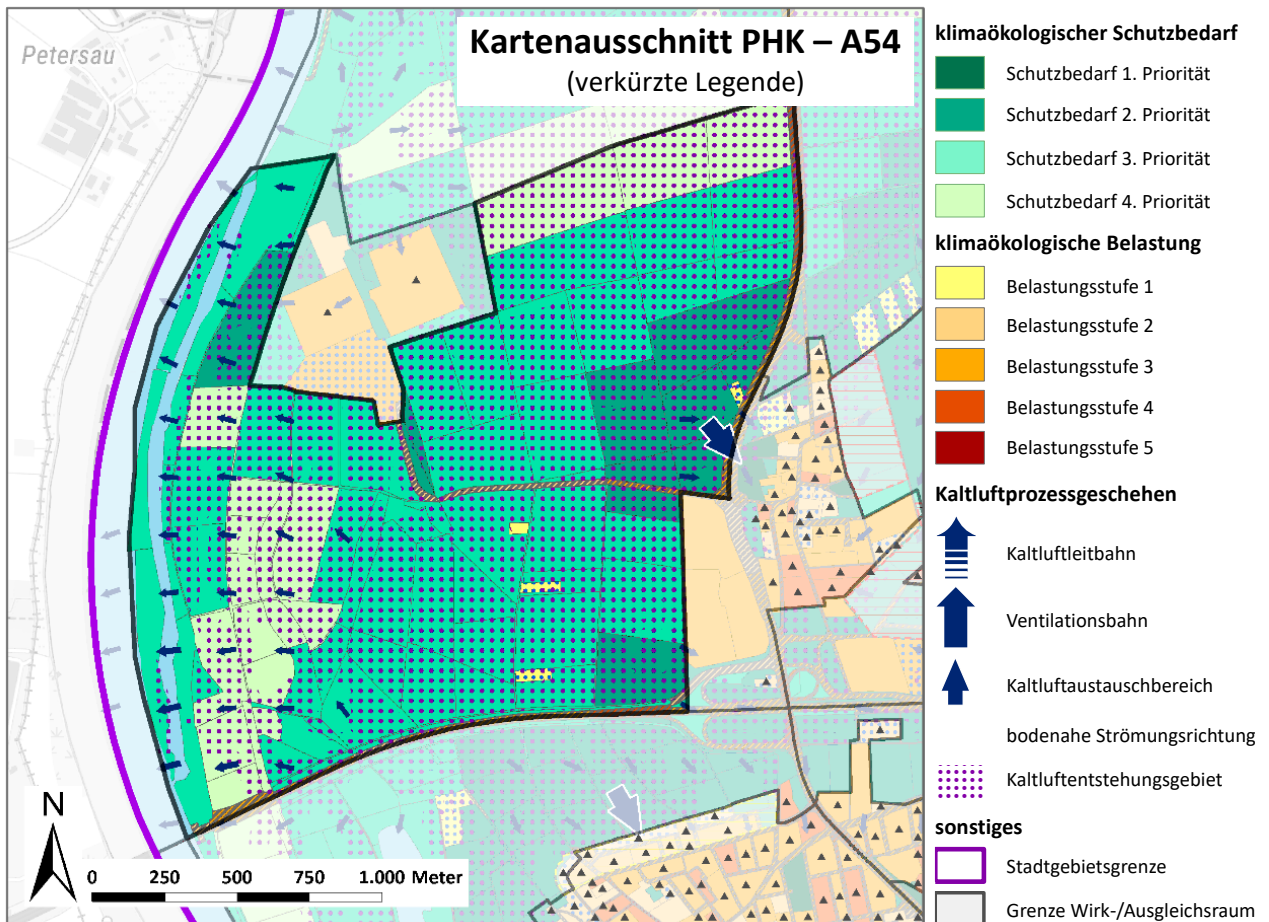 Petersau
Kartenausschnitt PHK – A54
(verkürzte Legende)
N
0 250 500 750 1.000 Meter
klimaökologischer Schutzbedarf
Schutzbedarf 1. Priorität
Schutzbedarf 2. Priorität
Schutzbedarf 3. Priorität
Schutzbedarf 4. Priorität
klimaökologische Belastung
Belastungsstufe 1
Belastungsstufe 2
Belastungsstufe 3
Belastungsstufe 4
Belastungsstufe 5
Kaltluftprozessgeschehen
Kaltluftleitbahn
Ventilationsbahn
Kaltluftaustauschbereich
bodenahe Strömungsrichtung
Kaltluftentstehungsgebiet
sonstiges
Stadtgebietsgrenze
Grenze Wirk-/Ausgleichsraum